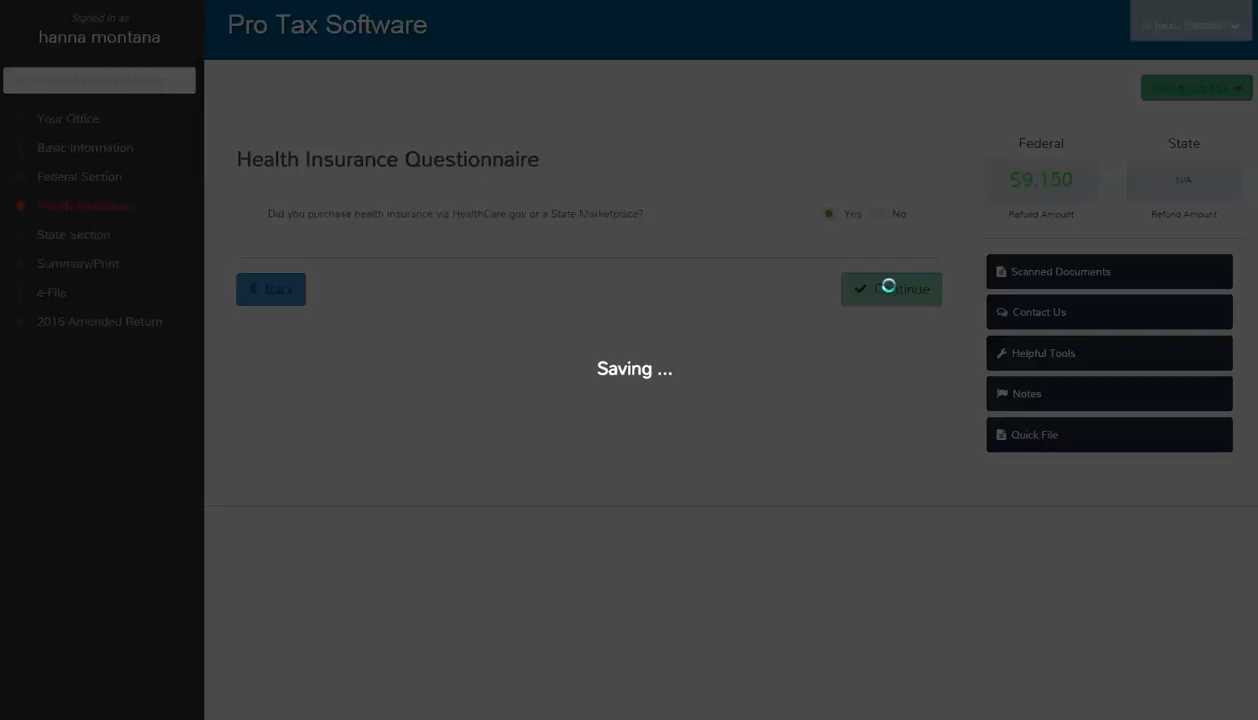 Signed in as
hanna montana
Your Office
Basic Information
Federal Section
Health Insurance
State Section
Summary/Print
e-File
2015 Amended Return
Pro Tax Software
Health Insurance Questionnaire
Did you purchase health insurance via HealthCare.gov or a State Marketplace?
Yes
No
Back
Continue
Saving ...
Federal
State
$9,150
N/A
Refund Amount
Refund Amount
Scanned Documents
Contact Us
Helpful Tools
Notes
Quick File